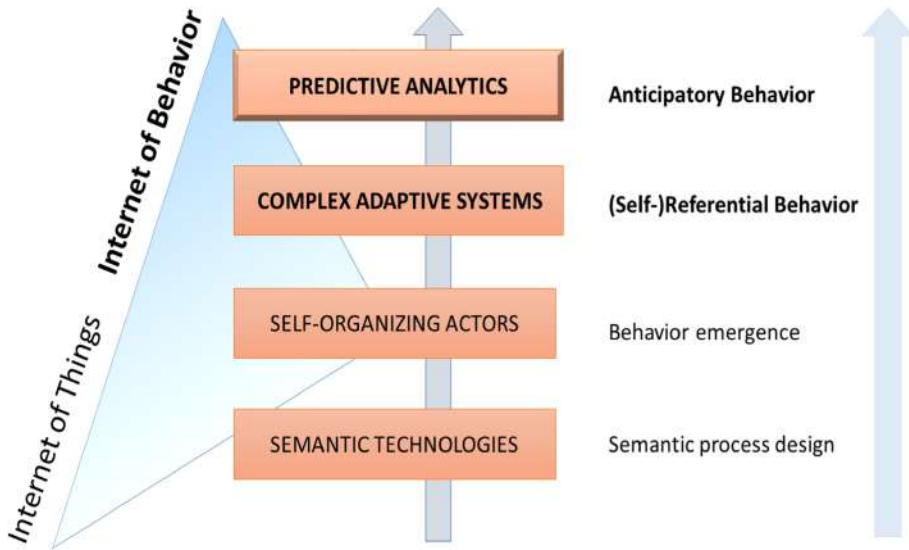 Internet of Behavior
Internet of Things
PREDICTIVE ANALYTICS
Anticipatory Behavior
COMPLEX ADAPTIVE SYSTEMS
(Self-)Referential Behavior
SELF-ORGANIZING ACTORS
Behavior emergence
SEMANTIC TECHNOLOGIES
Semantic process design